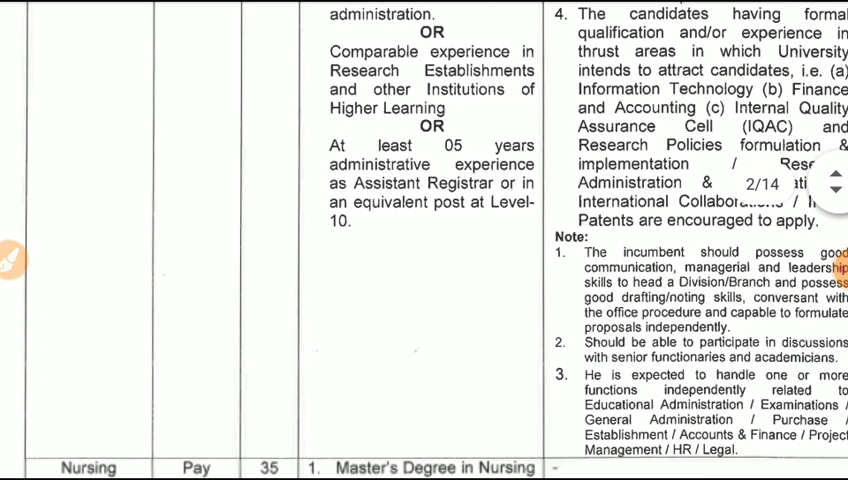 administration.
OR
Comparable experience in
Research Establishments
and other Institutions of
Higher Learning
OR
At least 05 years
administrative experience
as Assistant Registrar or in
an equivalent post at Level-
10.
4. The candidates having formal
qualification and/or experience in
thrust areas in which University
intends to attract candidates, i.e. (a)
Information Technology (b) Finance
and Accounting (c) Internal Quality
Assurance Cell (IQAC) and
Research Policies formulation &
implementation /
Administration &
International /
Patents are encouraged to apply.
2/14
Note:
1. The incumbent should possess good
communication, managerial and leadership
skills to head a Division/Branch and possess
good drafting/noting skills, conversant with
the office procedure and capable to formulate
proposals independently.
2. Should be able to participate in discussions
with senior functionaries and academicians.
3. He is expected to handle one or more
functions independently related to
Educational Administration / Examinations /
General Administration / Purchase /
Establishment / Accounts & Finance / Project
Management / HR / Legal.
Nursing Pay 35 1. Master's Degree in Nursing -